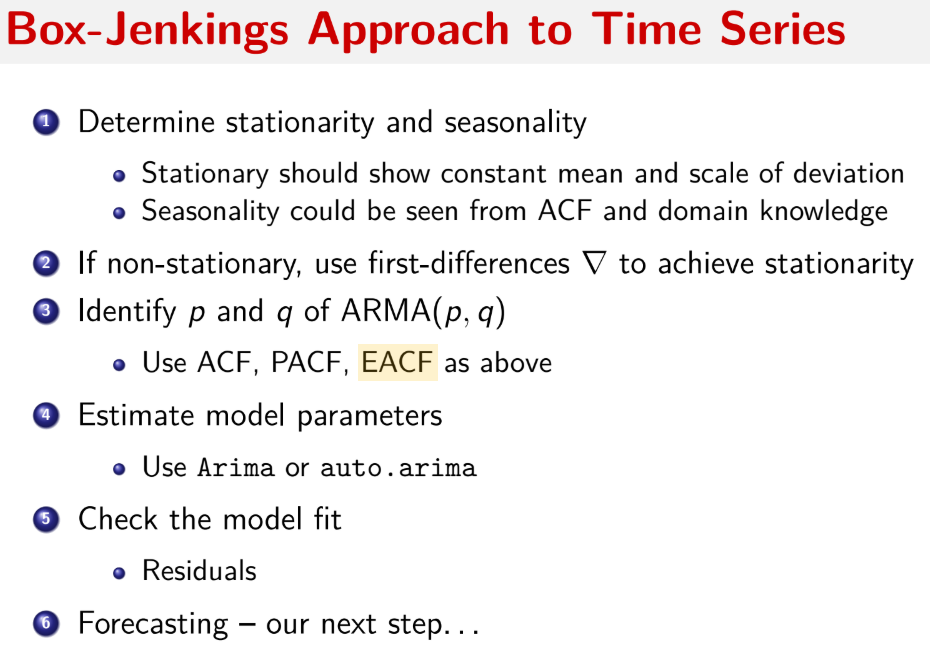 Box-Jenkings Approach to Time Series
1 Determine stationarity and seasonality
Stationary should show constant mean and scale of deviation
Seasonality could be seen from ACF and domain knowledge
2 If non-stationary, use first-differences ∇ to achieve stationarity
3 Identify p and q of ARMA(p, q)
Use ACF, PACF, EACF as above
4 Estimate model parameters
Use Arima or auto.arima
5 Check the model fit
Residuals
6 Forecasting – our next step...